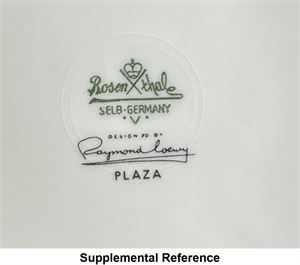 Rosenthal
SELB-GERMANY
DESIGNED BY
Raymond Loewy
PLAZA
Supplemental Reference